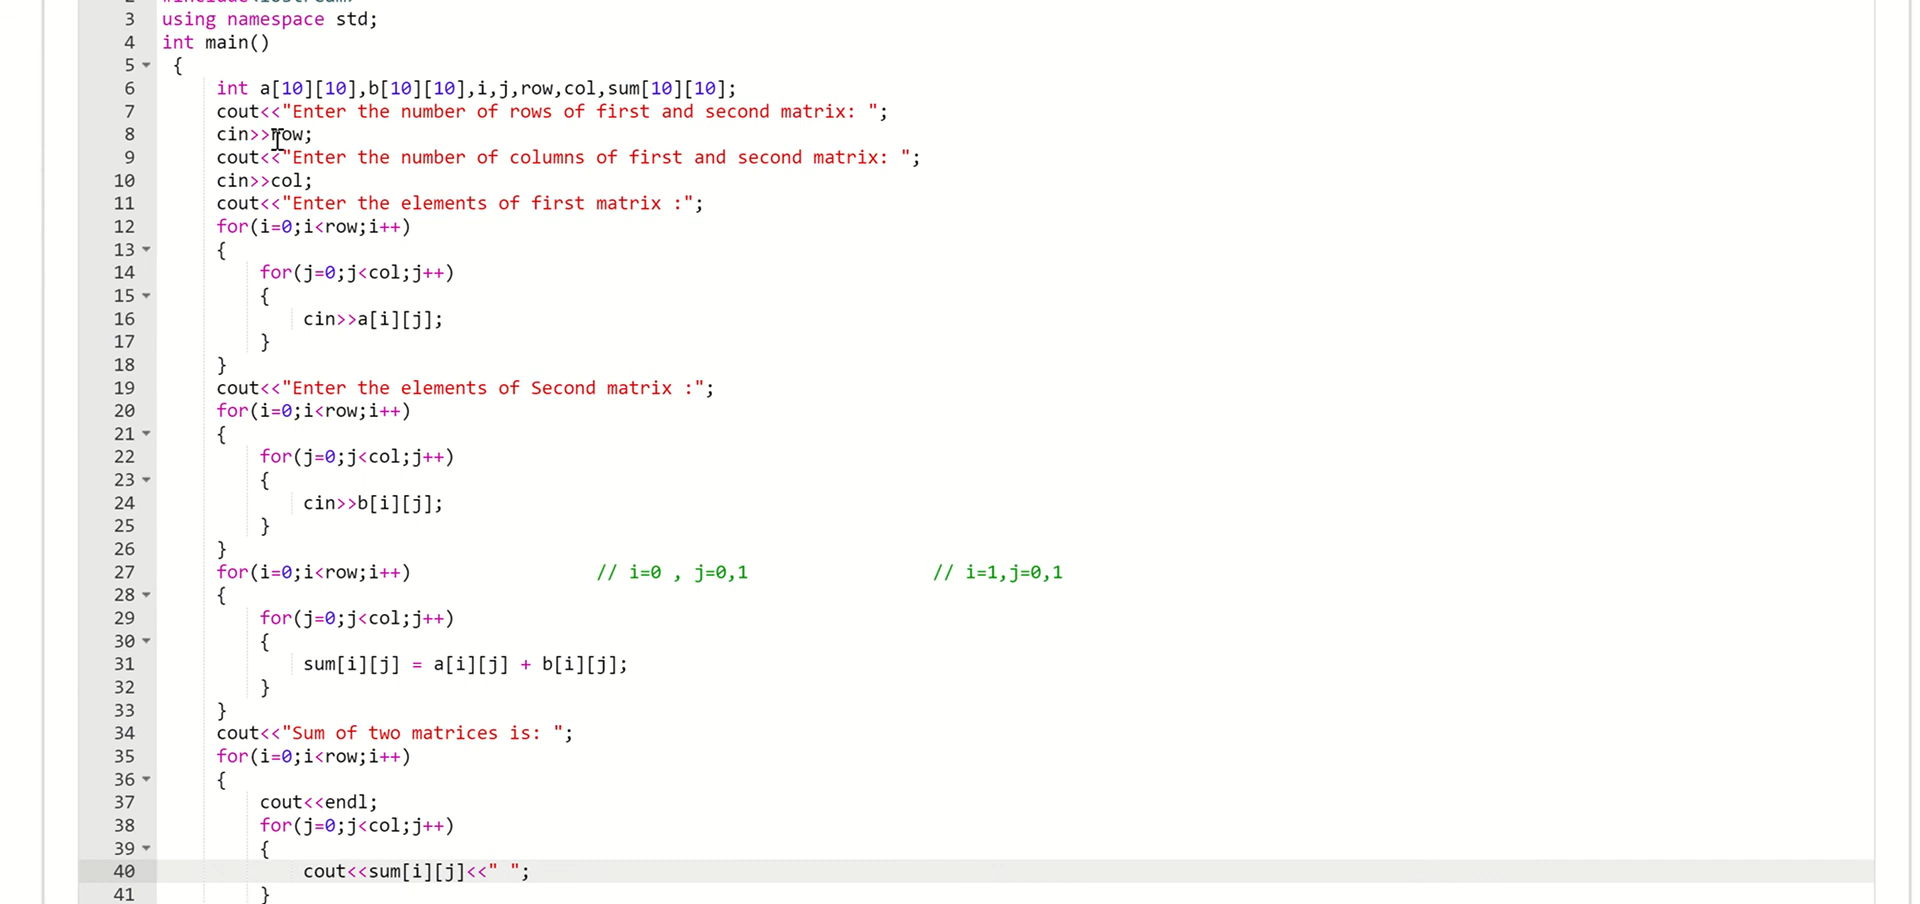 2 #include<iostream>
3 using namespace std;
4 int main()
5 {
6 int a[10][10],b[10][10],i,j,row,col,sum[10][10];
7 cout<<"Enter the number of rows of first and second matrix: ";
8 cin>>row;
9 cout<<"Enter the number of columns of first and second matrix: ";
10 cin>>col;
11 cout<<"Enter the elements of first matrix :";
12 for(i=0;i<row;i++)
13 {
14 for(j=0;j<col;j++)
15 {
16 cin>>a[i][j];
17 }
18 }
19 cout<<"Enter the elements of Second matrix :";
20 for(i=0;i<row;i++)
21 {
22 for(j=0;j<col;j++)
23 {
24 cin>>b[i][j];
25 }
26 }
27 for(i=0;i<row;i++) // i=0 , j=0,1 // i=1,j=0,1
28 {
29 for(j=0;j<col;j++)
30 {
31 sum[i][j] = a[i][j] + b[i][j];
32 }
33 }
34 cout<<"Sum of two matrices is: ";
35 for(i=0;i<row;i++)
36 {
37 cout<<endl;
38 for(j=0;j<col;j++)
39 {
40 cout<<sum[i][j]<<" ";
41 }